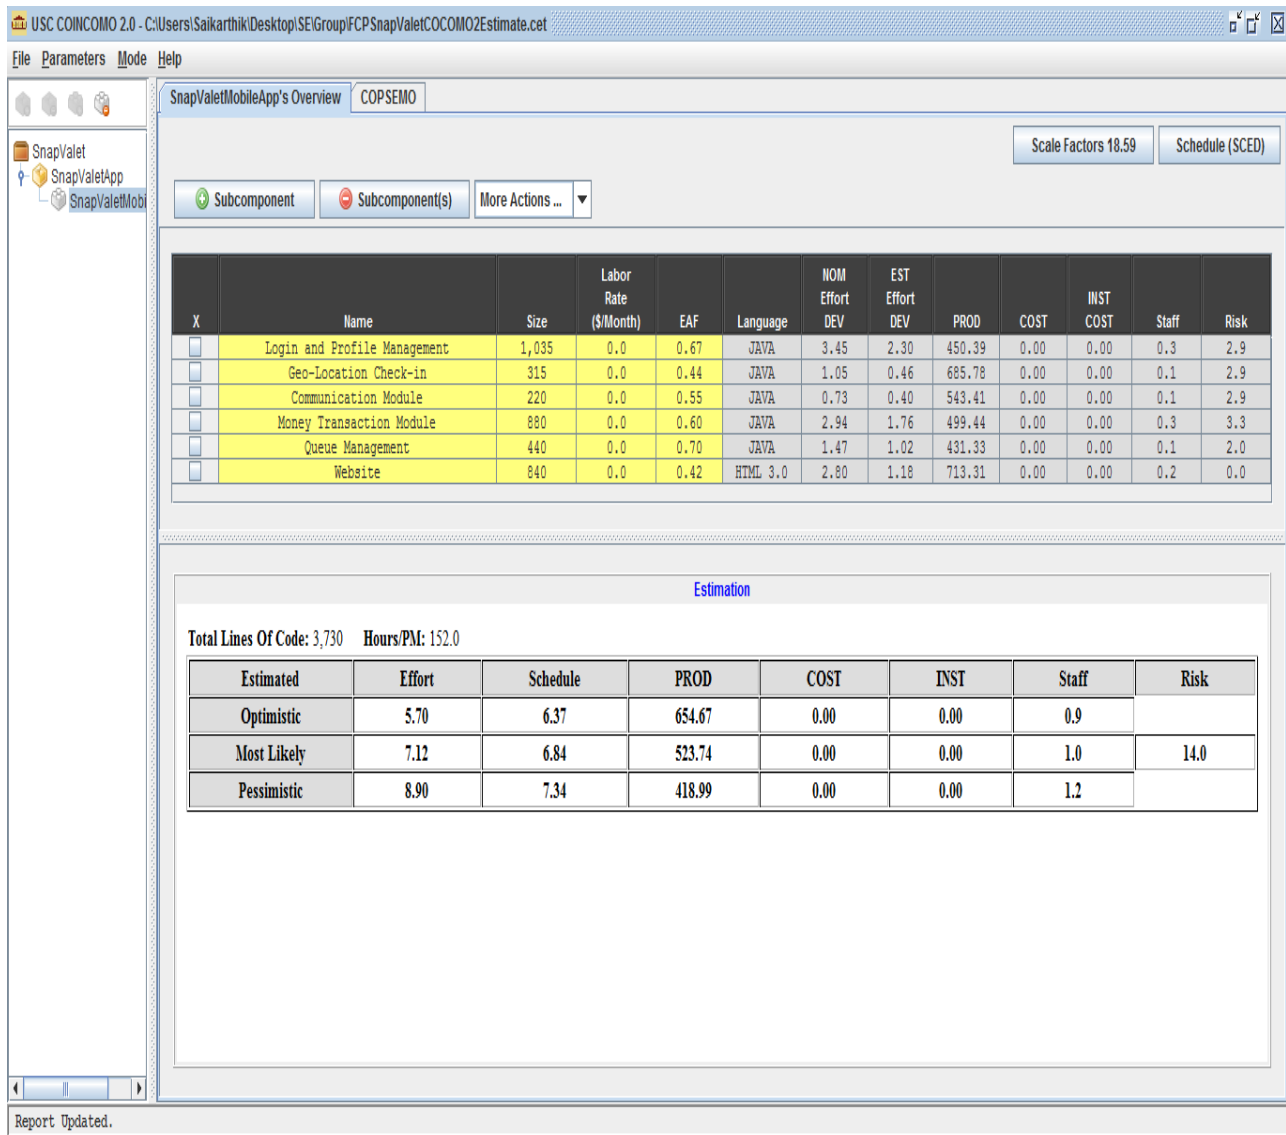 USC COINCOMO 2.0 - C:\Users\Saikarthik\Desktop\SE\Group\FCPSnapValetCOCOMO2Estimate.cet
File Parameters Mode Help
SnapValetMobileApp's Overview COPSEMO
Scale Factors 18.59 Schedule (SCED)
SnapValet
SnapValetApp
SnapValetMobi
Subcomponent Subcomponent(s) More Actions ...
X Name Size Labor Rate ($/Month) EAF Language NOM Effort DEV EST Effort DEV PROD COST INST COST Staff Risk
Login and Profile Management 1,035 0.0 0.67 JAVA 3.45 2.30 450.39 0.00 0.00 0.3 2.9
Geo-Location Check-in 315 0.0 0.44 JAVA 1.05 0.46 685.78 0.00 0.00 0.1 2.9
Communication Module 220 0.0 0.55 JAVA 0.73 0.40 543.41 0.00 0.00 0.1 2.9
Money Transaction Module 880 0.0 0.60 JAVA 2.94 1.76 499.44 0.00 0.00 0.3 3.3
Queue Management 440 0.0 0.70 JAVA 1.47 1.02 431.33 0.00 0.00 0.1 2.0
Website 840 0.0 0.42 HTML 3.0 2.80 1.18 713.31 0.00 0.00 0.2 0.0
Estimation
Total Lines Of Code: 3,730 Hours/PM: 152.0
Estimated Effort Schedule PROD COST INST Staff Risk
Optimistic 5.70 6.37 654.67 0.00 0.00 0.9
Most Likely 7.12 6.84 523.74 0.00 0.00 1.0 14.0
Pessimistic 8.90 7.34 418.99 0.00 0.00 1.2
Report Updated.